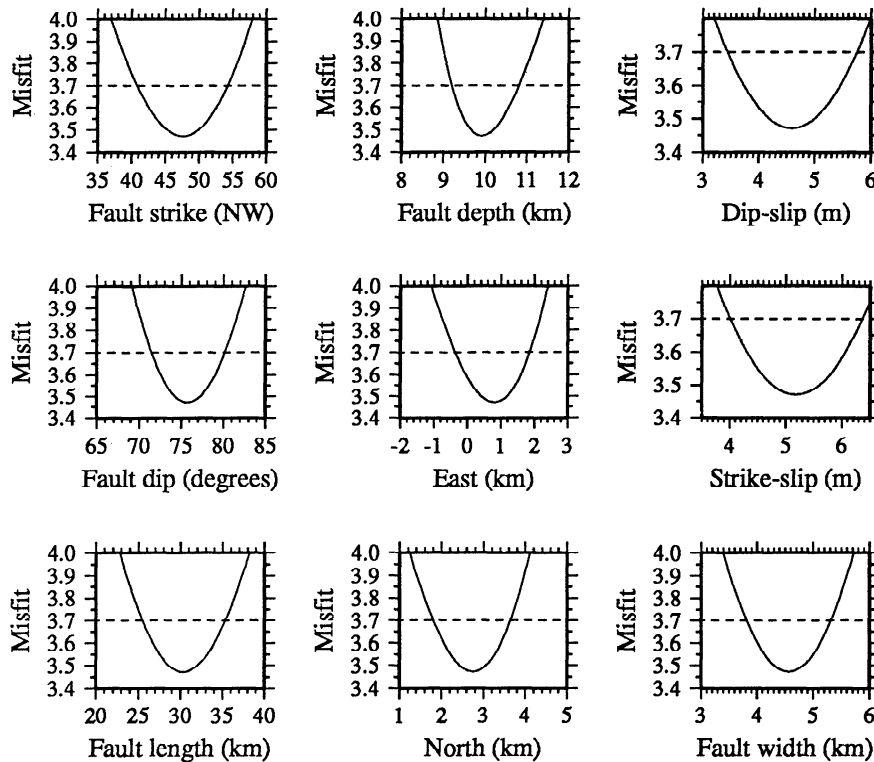 4.0
3.9
3.8
3.7
3.6
3.5
3.4
Misfit
35 40 45 50 55 60
Fault strike (NW)
4.0
3.9
3.8
3.7
3.6
3.5
3.4
Misfit
8 9 10 11 12
Fault depth (km)
3.7
3.6
3.5
3.4
Misfit
3 4 5 6
Dip-slip (m)
4.0
3.9
3.8
3.7
3.6
3.5
3.4
Misfit
65 70 75 80 85
Fault dip (degrees)
4.0
3.9
3.8
3.7
3.6
3.5
3.4
Misfit
-2 -1 0 1 2 3
East (km)
3.7
3.6
3.5
3.4
Misfit
4 5 6
Strike-slip (m)
4.0
3.9
3.8
3.7
3.6
3.5
3.4
Misfit
20 25 30 35 40
Fault length (km)
4.0
3.9
3.8
3.7
3.6
3.5
3.4
Misfit
1 2 3 4 5
North (km)
4.0
3.9
3.8
3.7
3.6
3.5
3.4
Misfit
3 4 5 6
Fault width (km)